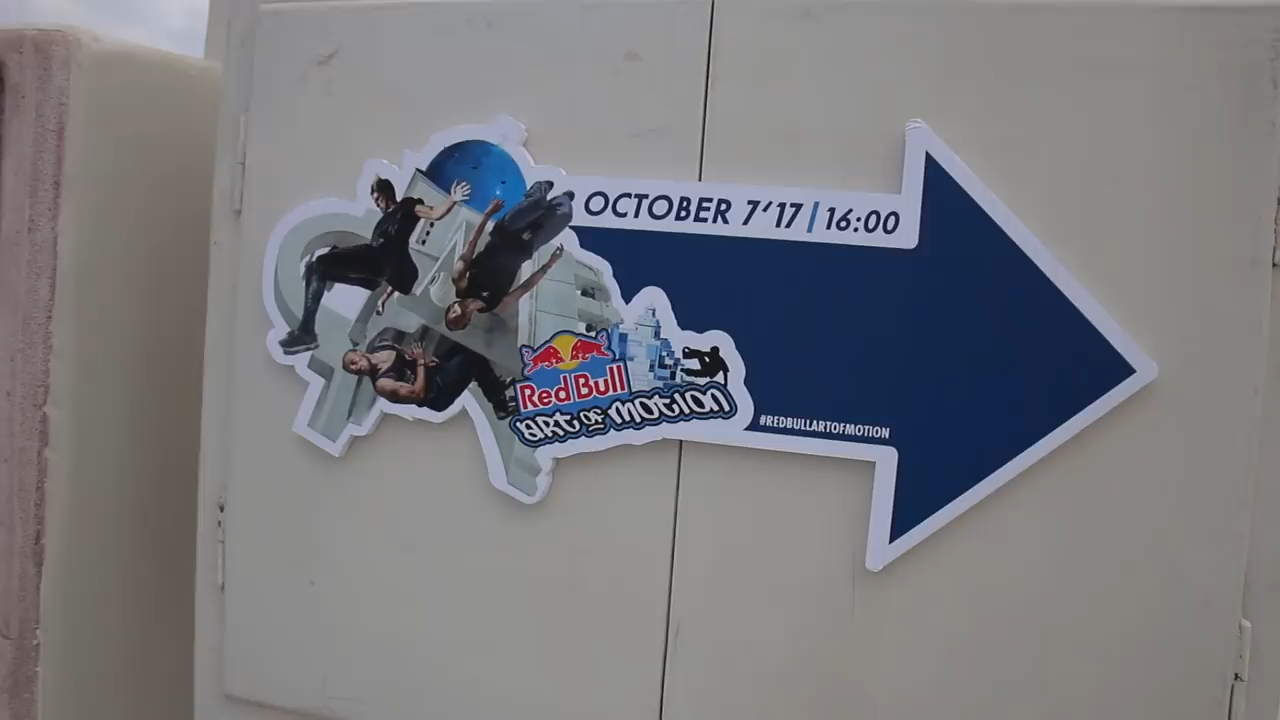 OCTOBER 7'17 | 16:00
Red Bull
ART OF MOTION
#REDBULLARTOFMOTION